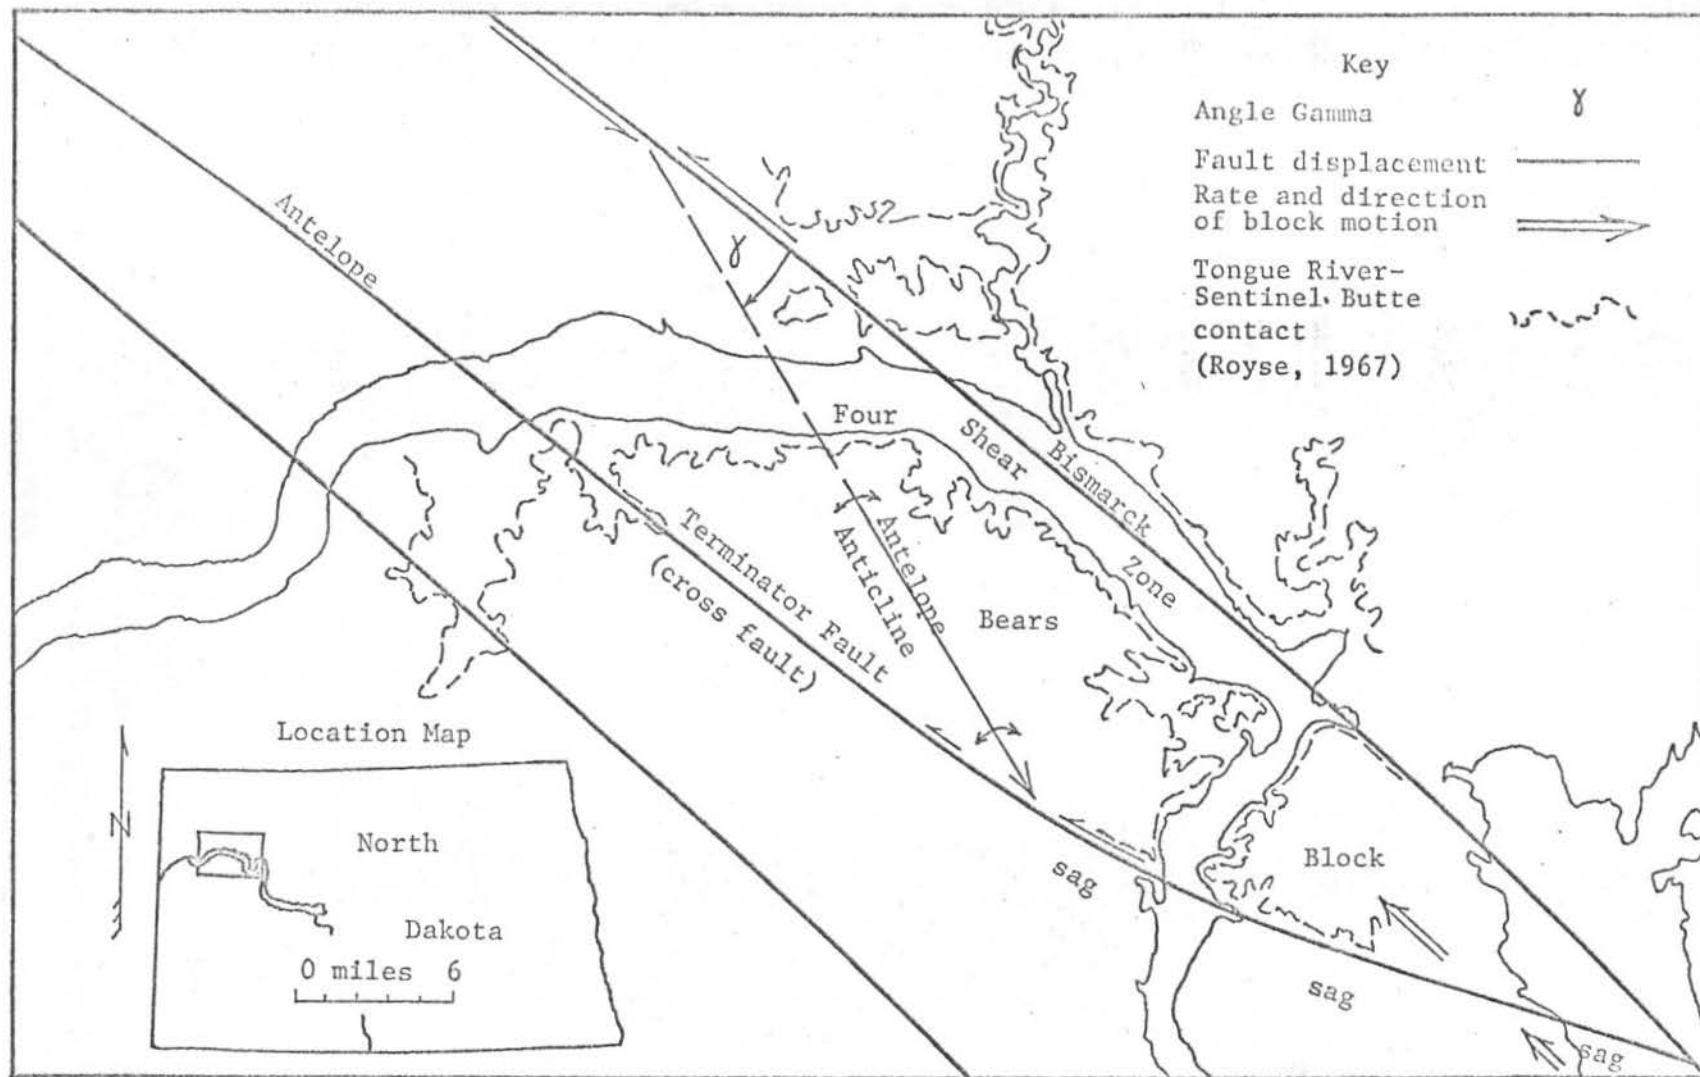 Key
Angle Gamma γ
Fault displacement
Rate and direction
of block motion
Tongue River-
Sentinel Butte
contact
(Royse, 1967)
Antelope
γ
Four
Shear
Bismarck
Zone
Terminator Fault
(cross fault)
Antelope
Anticline
Bears
Block
sag
sag
sag
Location Map
N
North
Dakota
0 miles 6